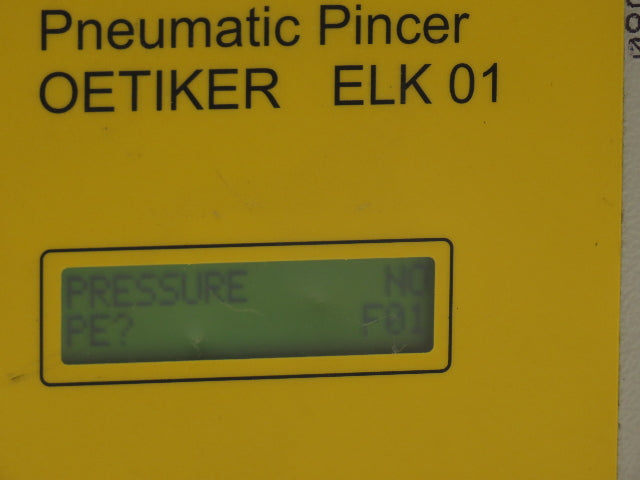 Pneumatic Pincer
OETIKER ELK 01
PRESSURE NO
PE? F01